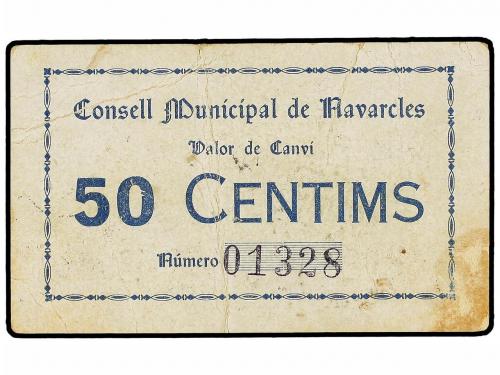 Consell Municipal de Navarcles
Valor de Canvi
50 CENTIMS
Número 01328